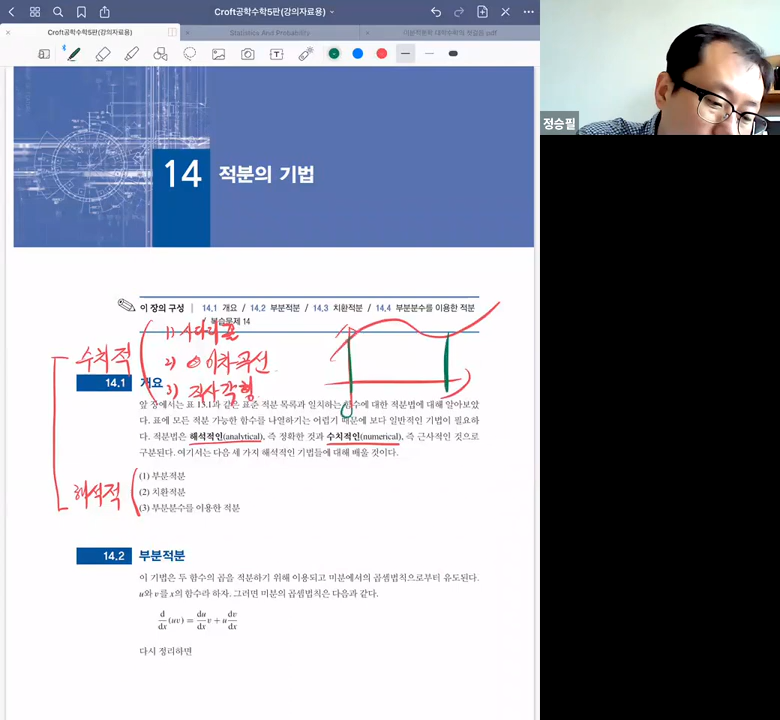 Croft공학수학5판(강의자료용)
Croft공학수학5판(강의자료용)
Statistics And Probability
정승필
14 적분의 기법
이 장의 구성 | 14.1 개요 / 14.2 부분적분 / 14.3 치환적분 / 14.4 부분분수를 이용한 적분
복습문제 14
수치적
1) 사다리꼴
2) 이차곡선
3) 직사각형
0
14.1 개요
앞 장에서는 표 13.1과 같은 표준 적분 목록과 일치하는 함수에 대한 적분법에 대해 알아보았
다. 표에 모든 적분 가능한 함수를 나열하기는 어렵기 때문에 보다 일반적인 기법이 필요하
다. 적분법은 해석적인(analytical), 즉 정확한 것과 수치적인(numerical), 즉 근사적인 것으로
구분된다. 여기서는 다음 세 가지 해석적인 기법들에 대해 배울 것이다.
해석적
(1) 부분적분
(2) 치환적분
(3) 부분분수를 이용한 적분
14.2 부분적분
이 기법은 두 함수의 곱을 적분하기 위해 이용되고 미분에서의 곱셈법칙으로부터 유도된다.
u와 v를 x의 함수라 하자. 그러면 미분의 곱셈법칙은 다음과 같다.
d/dx (uv) = du/dx v + u dv/dx
다시 정리하면